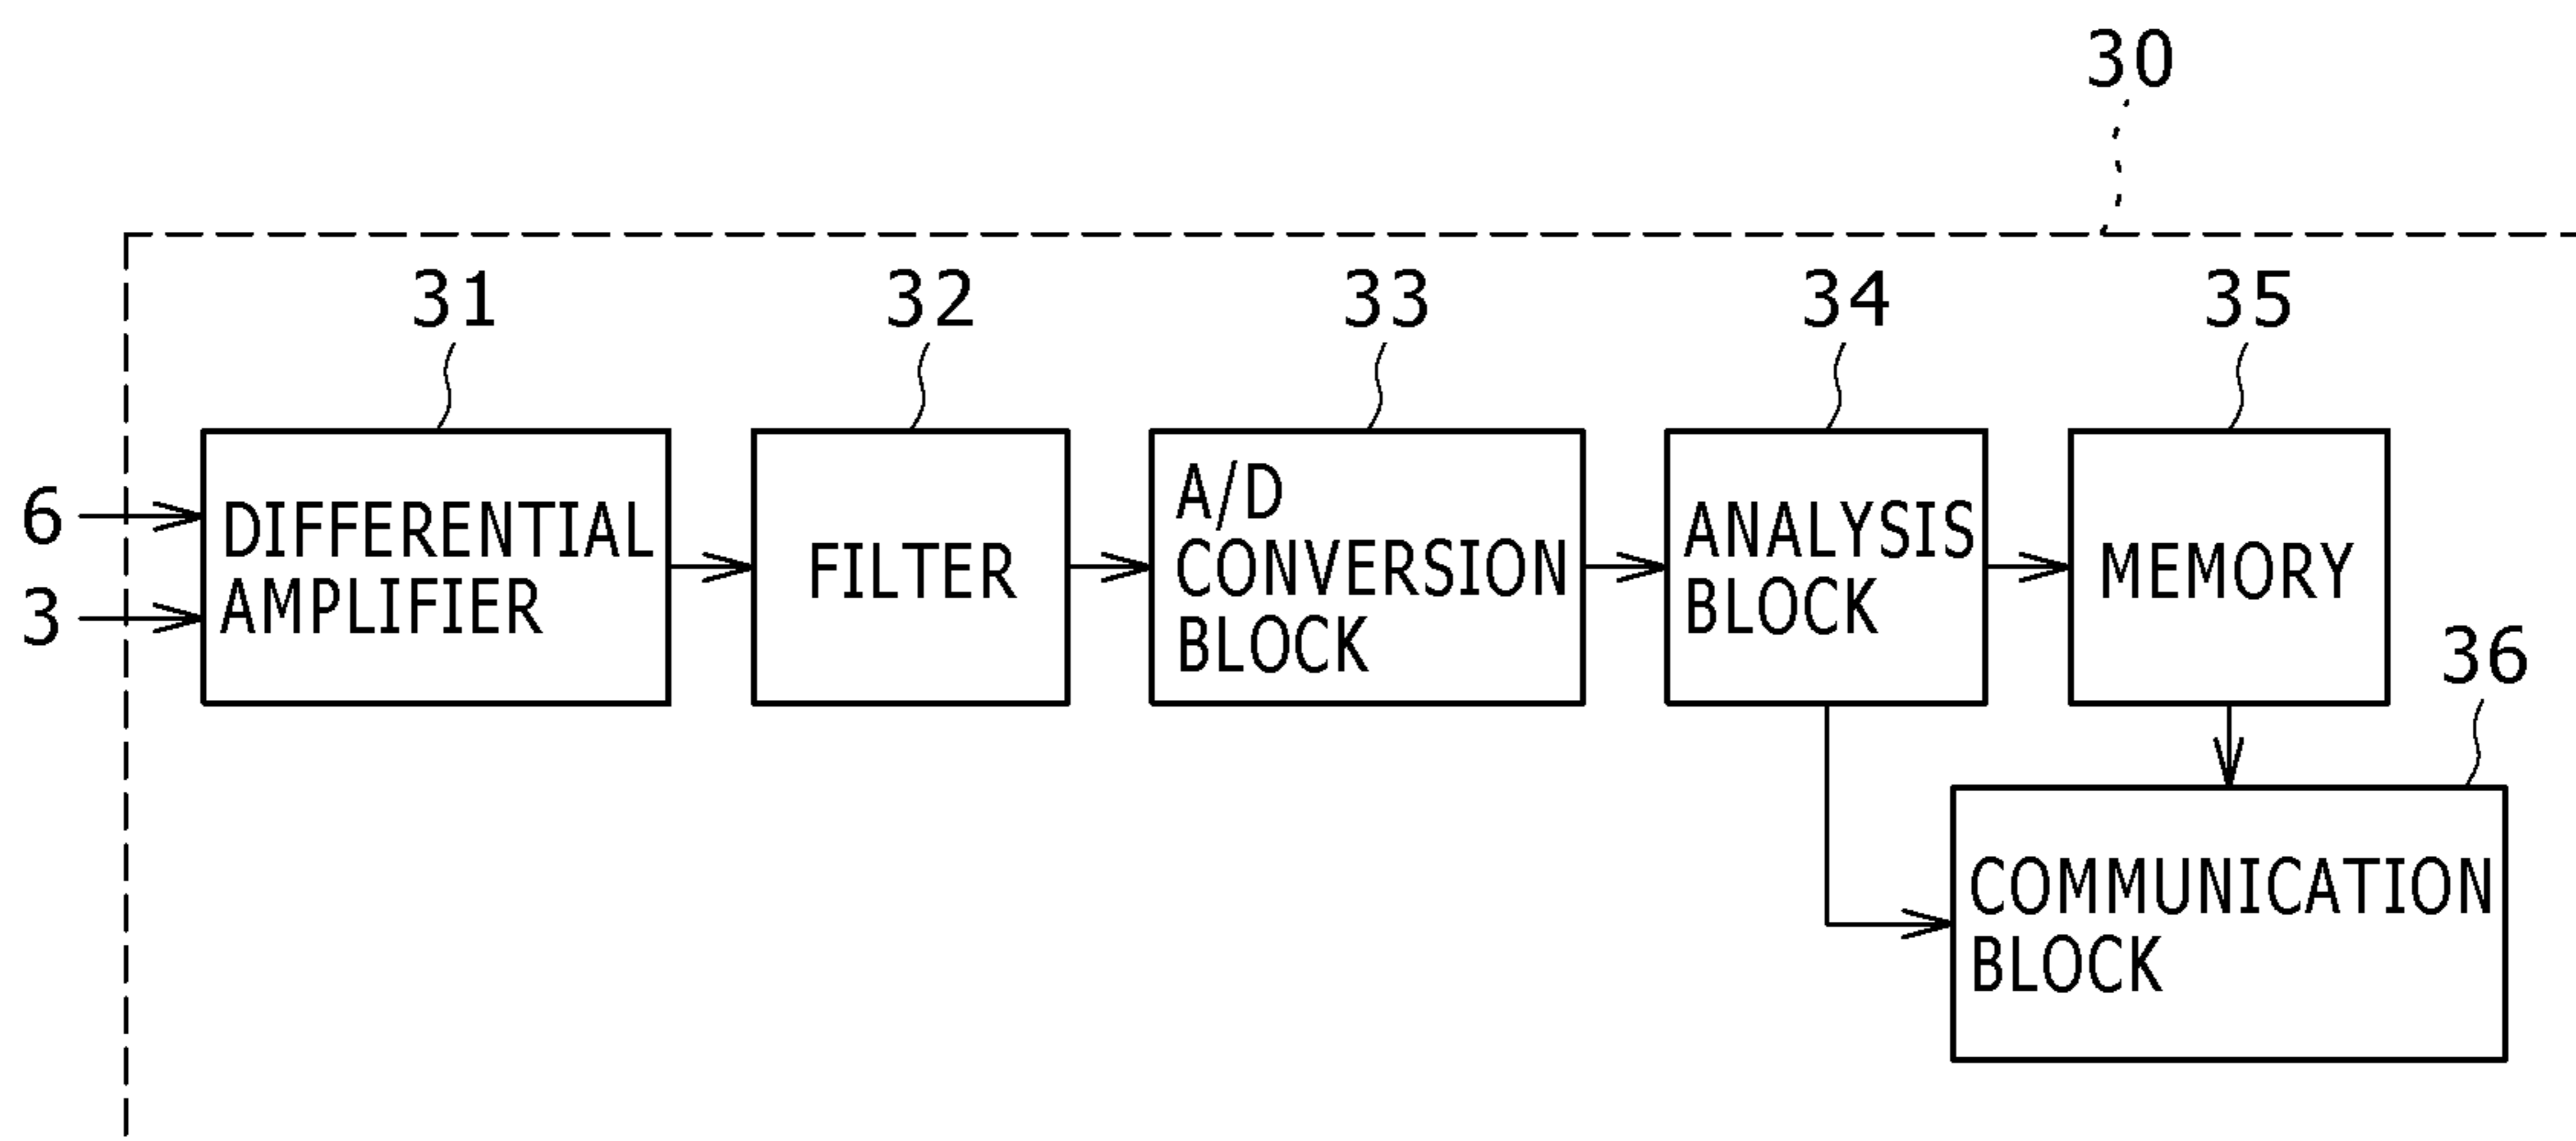 30
31
32
33
34
35
6
3
DIFFERENTIAL
AMPLIFIER
FILTER
A/D
CONVERSION
BLOCK
ANALYSIS
BLOCK
MEMORY
36
COMMUNICATION
BLOCK